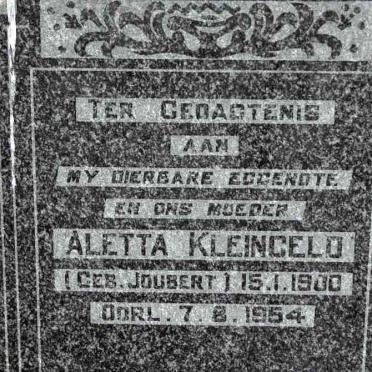 TER GEDAGTENIS
AAN
MY DIERBARE EGGENOTE
EN ONS MOEDER
ALETTA KLEINGELD
(GEB. JOUBERT) 15.1.1900
OORL. 7.8.1954